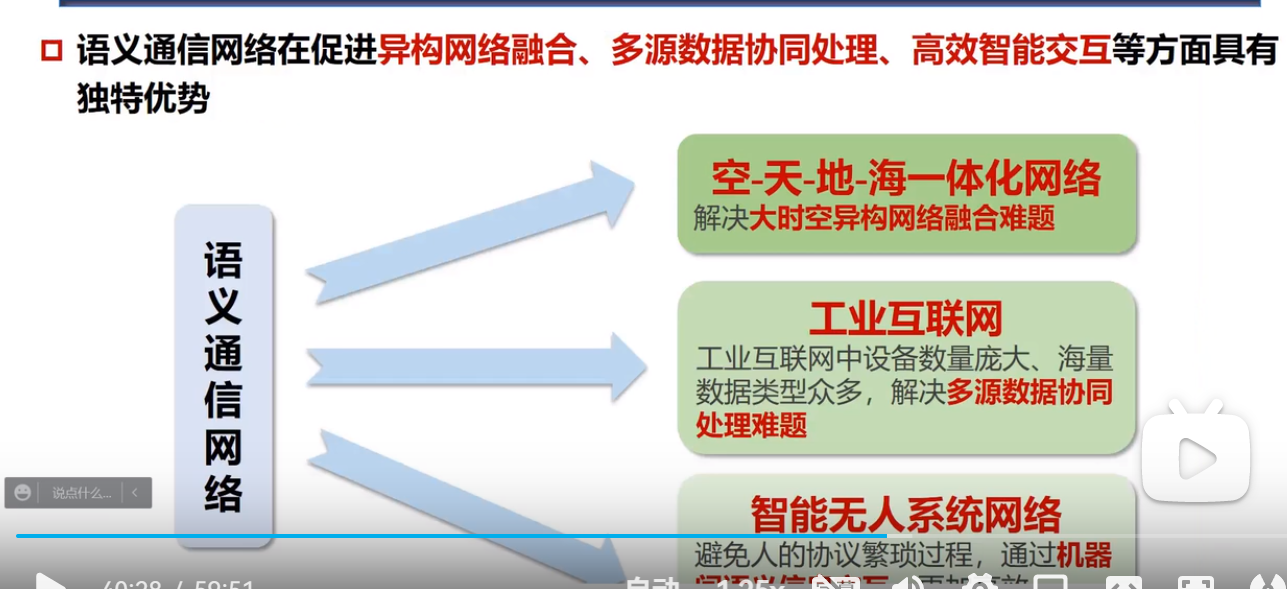 语义通信网络在促进异构网络融合、多源数据协同处理、高效智能交互等方面具有
独特优势
语义通信网络
空-天-地-海一体化网络
解决大时空异构网络融合难题
工业互联网
工业互联网中设备数量庞大、海量
数据类型众多，解决多源数据协同
处理难题
智能无人系统网络
避免人的协议繁琐过程，通过机器
说点什么...
40:28 / 59:51
自动
1.25x